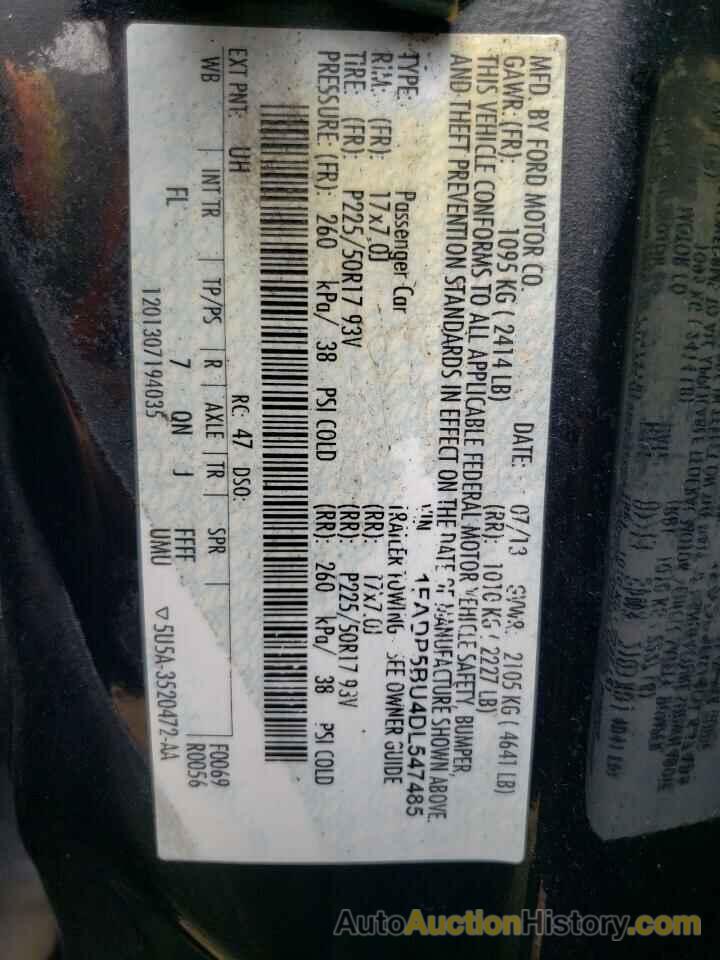 MFD. BY FORD MOTOR CO.
DATE: 07/13 GVWR: 2105 KG ( 4641 LB)
GAWR: (FR): 1095 KG ( 2414 LB) (RR): 1010 KG ( 2227 LB)
THIS VEHICLE CONFORMS TO ALL APPLICABLE FEDERAL MOTOR VEHICLE SAFETY, BUMPER,
AND THEFT PREVENTION STANDARDS IN EFFECT ON THE DATE OF MANUFACTURE SHOWN ABOVE.
VIN 1FADP5BU4DL547485
TYPE: Passenger Car TRAILER TOWING - SEE OWNER GUIDE
RIM: (FR): 17x7.0J (RR): 17x7.0J
TIRE: (FR): P225/50R17 93V (RR): P225/50R17 93V
PRESSURE: (FR): 260 kPa/ 38 PSI COLD (RR): 260 kPa/ 38 PSI COLD
EXT PNT: UH RC: 47 DSO: F0069
WB INT TR TP/PS R AXLE TR SPR R0056
FL 7 QN J FFFF
1201307194035 UMU ▽5U5A-3520472-AA
AutoAuctionHistory.com